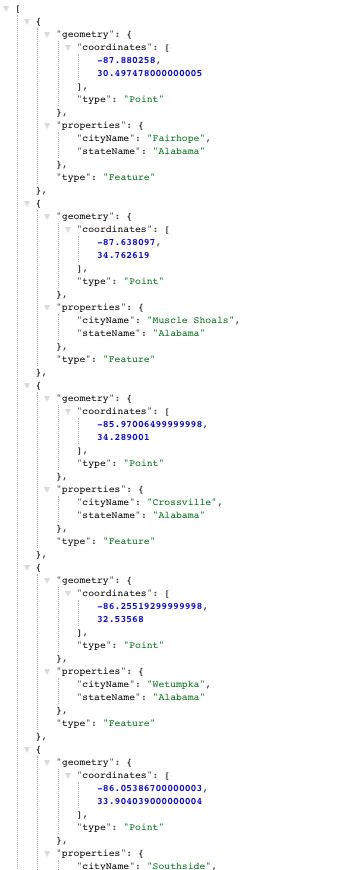 [
{
"geometry": {
"coordinates": [
-87.880258,
30.497478000000005
],
"type": "Point"
},
"properties": {
"cityName": "Fairhope",
"stateName": "Alabama"
},
"type": "Feature"
},
{
"geometry": {
"coordinates": [
-87.638097,
34.762619
],
"type": "Point"
},
"properties": {
"cityName": "Muscle Shoals",
"stateName": "Alabama"
},
"type": "Feature"
},
{
"geometry": {
"coordinates": [
-85.97006499999998,
34.289001
],
"type": "Point"
},
"properties": {
"cityName": "Crossville",
"stateName": "Alabama"
},
"type": "Feature"
},
{
"geometry": {
"coordinates": [
-86.25519299999998,
32.53568
],
"type": "Point"
},
"properties": {
"cityName": "Wetumpka",
"stateName": "Alabama"
},
"type": "Feature"
},
{
"geometry": {
"coordinates": [
-86.05386700000003,
33.904039000000004
],
"type": "Point"
},
"properties": {
"cityName": "Southside",